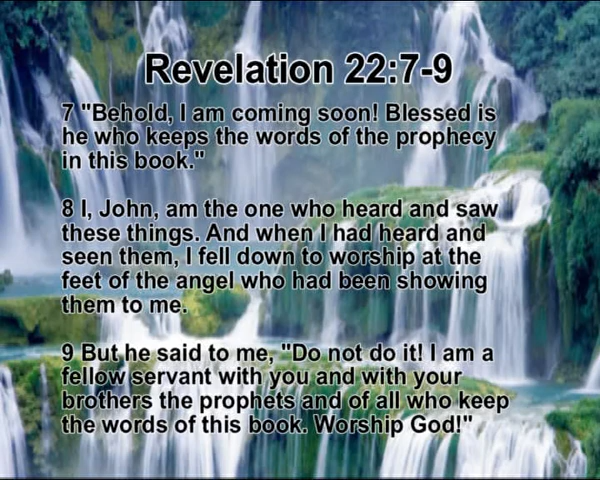 Revelation 22:7-9
7 "Behold, I am coming soon! Blessed is
he who keeps the words of the prophecy
in this book."
8 I, John, am the one who heard and saw
these things. And when I had heard and
seen them, I fell down to worship at the
feet of the angel who had been showing
them to me.
9 But he said to me, "Do not do it! I am a
fellow servant with you and with your
brothers the prophets and of all who keep
the words of this book. Worship God!"